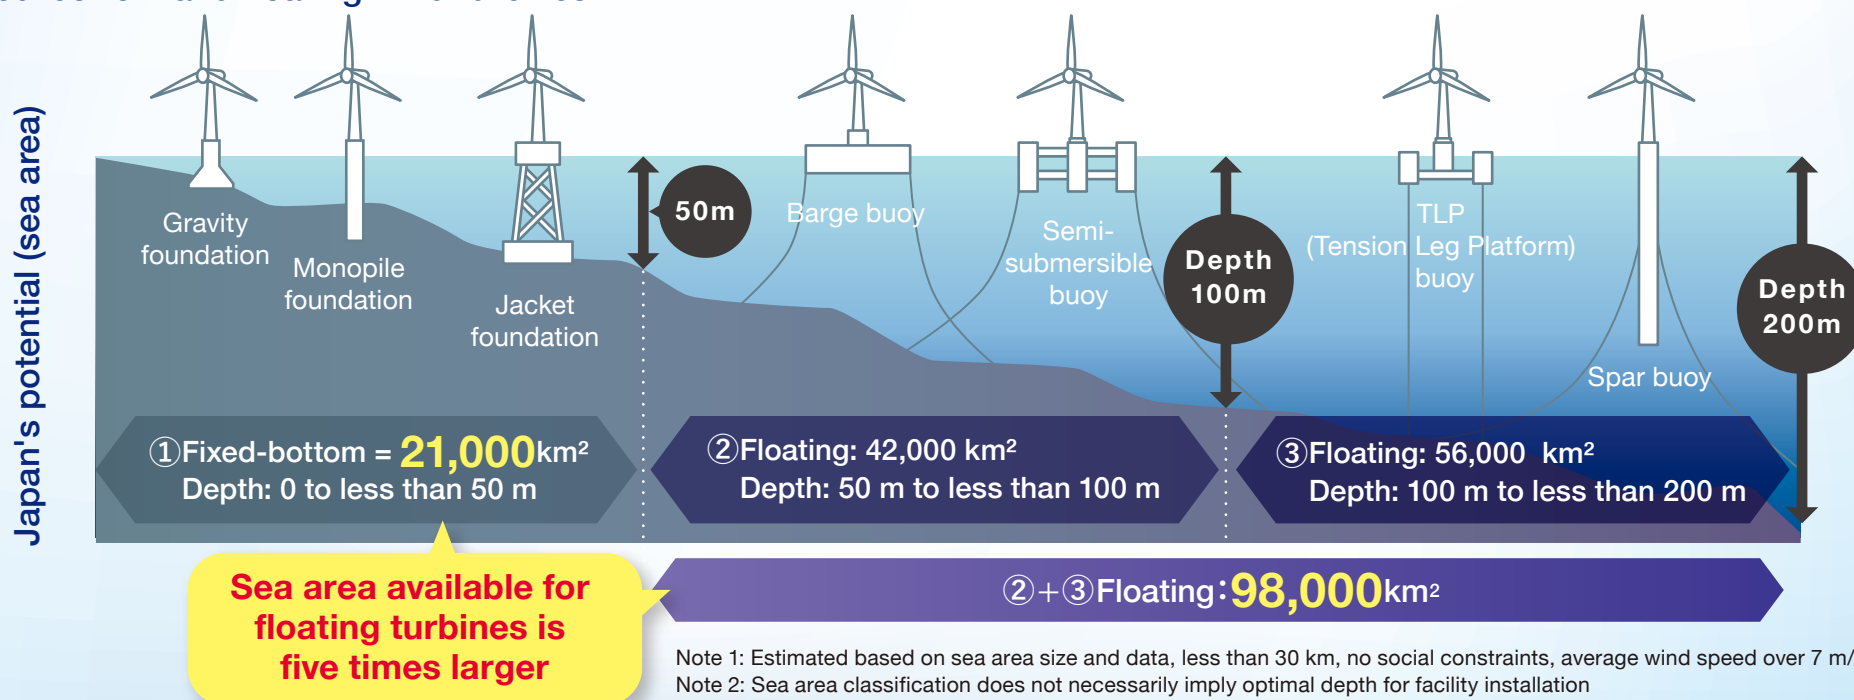 Japan's potential (sea area)
Gravity
foundation
Monopile
foundation
Jacket
foundation
50m
Barge buoy
Semi-
submersible
buoy
Depth
100m
TLP
(Tension Leg Platform)
buoy
Spar buoy
Depth
200m
①Fixed-bottom = 21,000km²
Depth: 0 to less than 50 m
②Floating: 42,000 km²
Depth: 50 m to less than 100 m
③Floating: 56,000 km²
Depth: 100 m to less than 200 m
Sea area available for
floating turbines is
five times larger
②+③Floating:98,000km²
Note 1: Estimated based on sea area size and data, less than 30 km, no social constraints, average wind speed over 7 m/
Note 2: Sea area classification does not necessarily imply optimal depth for facility installation